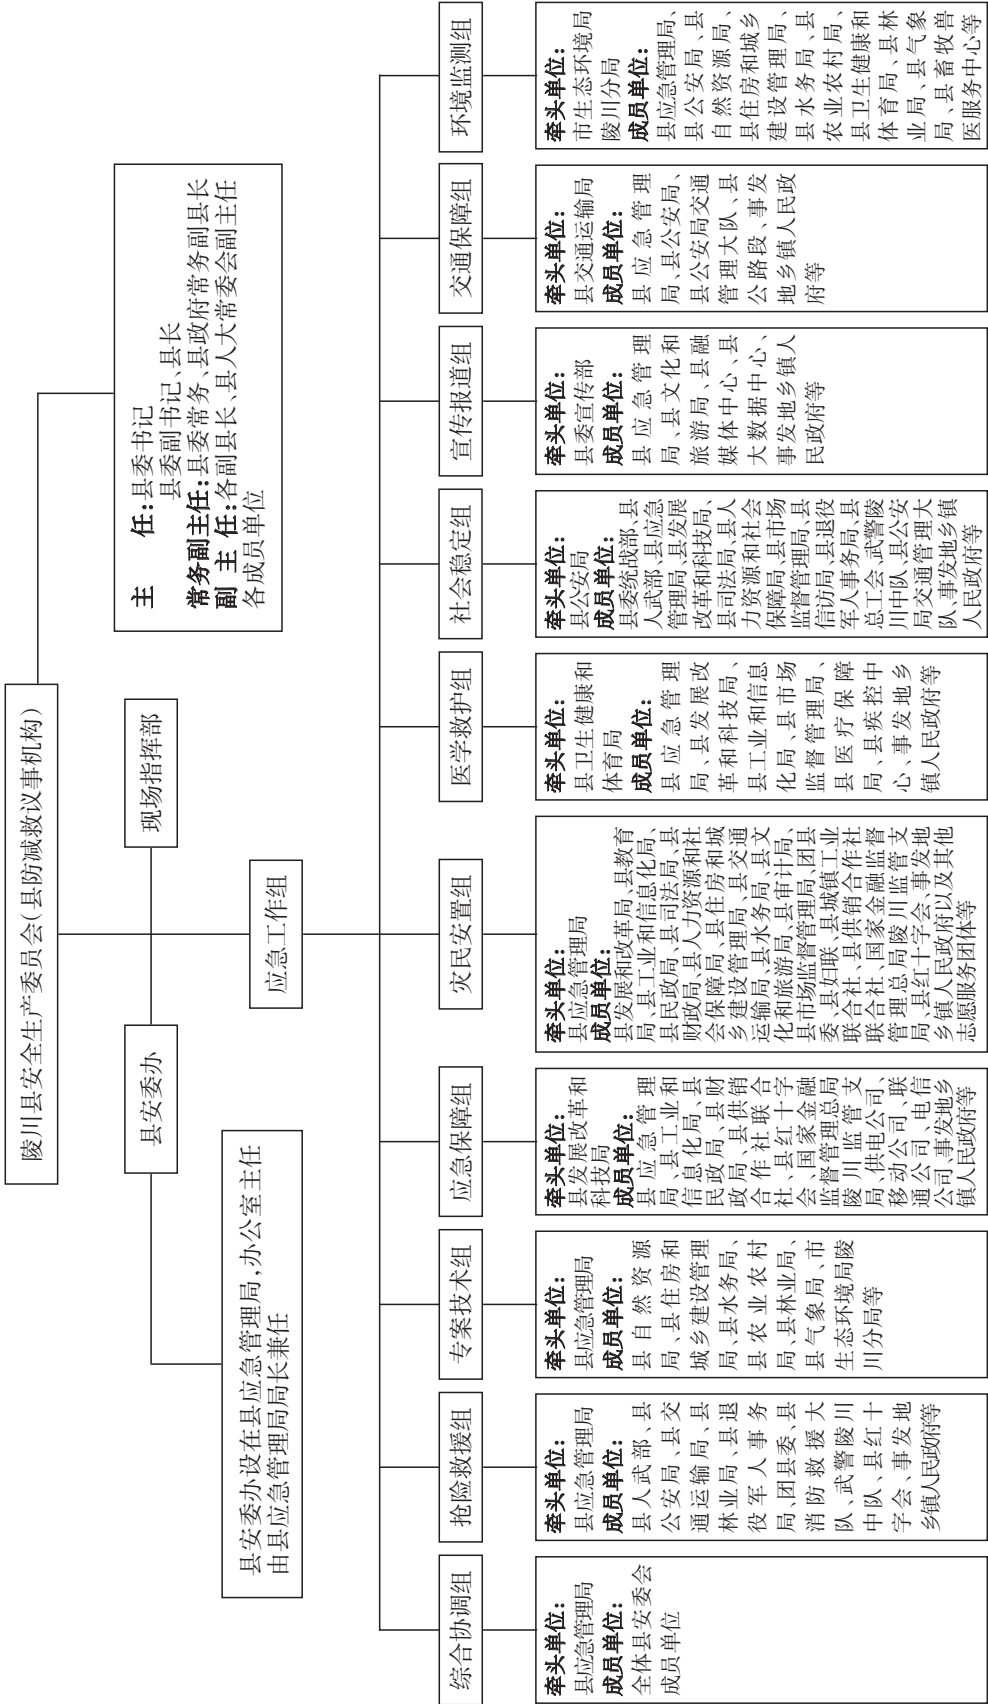 陵川县安全生产委员会(县防减救议事机构)
主　　任:县委书记
县委副书记、县长
常务副主任:县委常务、县政府常务副县长
副 主 任:各副县长、县人大常委会副主任
各成员单位
县安委办
现场指挥部
县安委办设在县应急管理局,办公室主任
由县应急管理局局长兼任
应急工作组
综合协调组
牵头单位:
县应急管理局
成员单位:
全体县安委会
成员单位
抢险救援组
牵头单位:
县应急管理局
成员单位:
县人武部、县
公安局、县交
通运输局、县
林业局、县退
役军人事务
局、团县委、县
消防救援大
队、武警陵川
中队、县红十
字会、事发地
乡镇人民政府等
专案技术组
牵头单位:
县应急管理局
成员单位:
县自然资源
局、县住房和
城乡建设管理
局、县水务局、
县农业农村
局、县林业局、
县气象局、市
生态环境局陵
川分局等
应急保障组
牵头单位:
县发展改革和
科技局
成员单位:
县应急管理
局、县工业和
信息化局、县
民政局、县财
政局、县供销
合作社联合
社、县红十字
会、国家金融
监督管理总局
陵川监管支
局、供电公司、
移动公司、联
通公司、电信
公司、事发地乡
镇人民政府等
灾民安置组
牵头单位:
县应急管理局
成员单位:
县发展和改革局、县教育
局、县工业和信息化局、
县民政局、县司法局、县
财政局、县人力资源和社
会保障局、县住房和城
乡建设管理局、县交通
运输局、县水务局、县文
化和旅游局、县审计局、
县市场监督管理局、团县
委、县妇联、县城镇工业
联合社、县供销合作社
联合社、国家金融监督
管理总局陵川监管支
局、县红十字会、事发地
乡镇人民政府以及其他
志愿服务团体等
医学救护组
牵头单位:
县卫生健康和
体育局
成员单位:
县应急管理
局、县发展改
革和科技局、
县工业和信息
化局、县市场
监督管理局、
县医疗保障
局、县疾控中
心、事发地乡
镇人民政府等
社会稳定组
牵头单位:
县公安局
成员单位:
县委统战部、县
人武部、县应急
管理局、县发展
改革和科技局、
县司法局、县人
力资源和社会
保障局、县市场
监督管理局、县
信访局、县退役
军人事务局、县
总工会、武警陵
川中队、县公安
局交通管理大
队、事发地乡镇
人民政府等
宣传报道组
牵头单位:
县委宣传部
成员单位:
县应急管理
局、县文化和
旅游局、县融
媒体中心、县
大数据中心、
事发地乡镇人
民政府等
交通保障组
牵头单位:
县交通运输局
成员单位:
县应急管理
局、县公安局、
县公安局交通
管理大队、县
公路段、事发
地乡镇人民政
府等
环境监测组
牵头单位:
市生态环境局
陵川分局
成员单位:
县应急管理局、
县公安局、县
自然资源局、
县住房和城乡
建设管理局、
县水务局、县
农业农村局、
县卫生健康和
体育局、县林
业局、县气象
局、县畜牧兽
医服务中心等